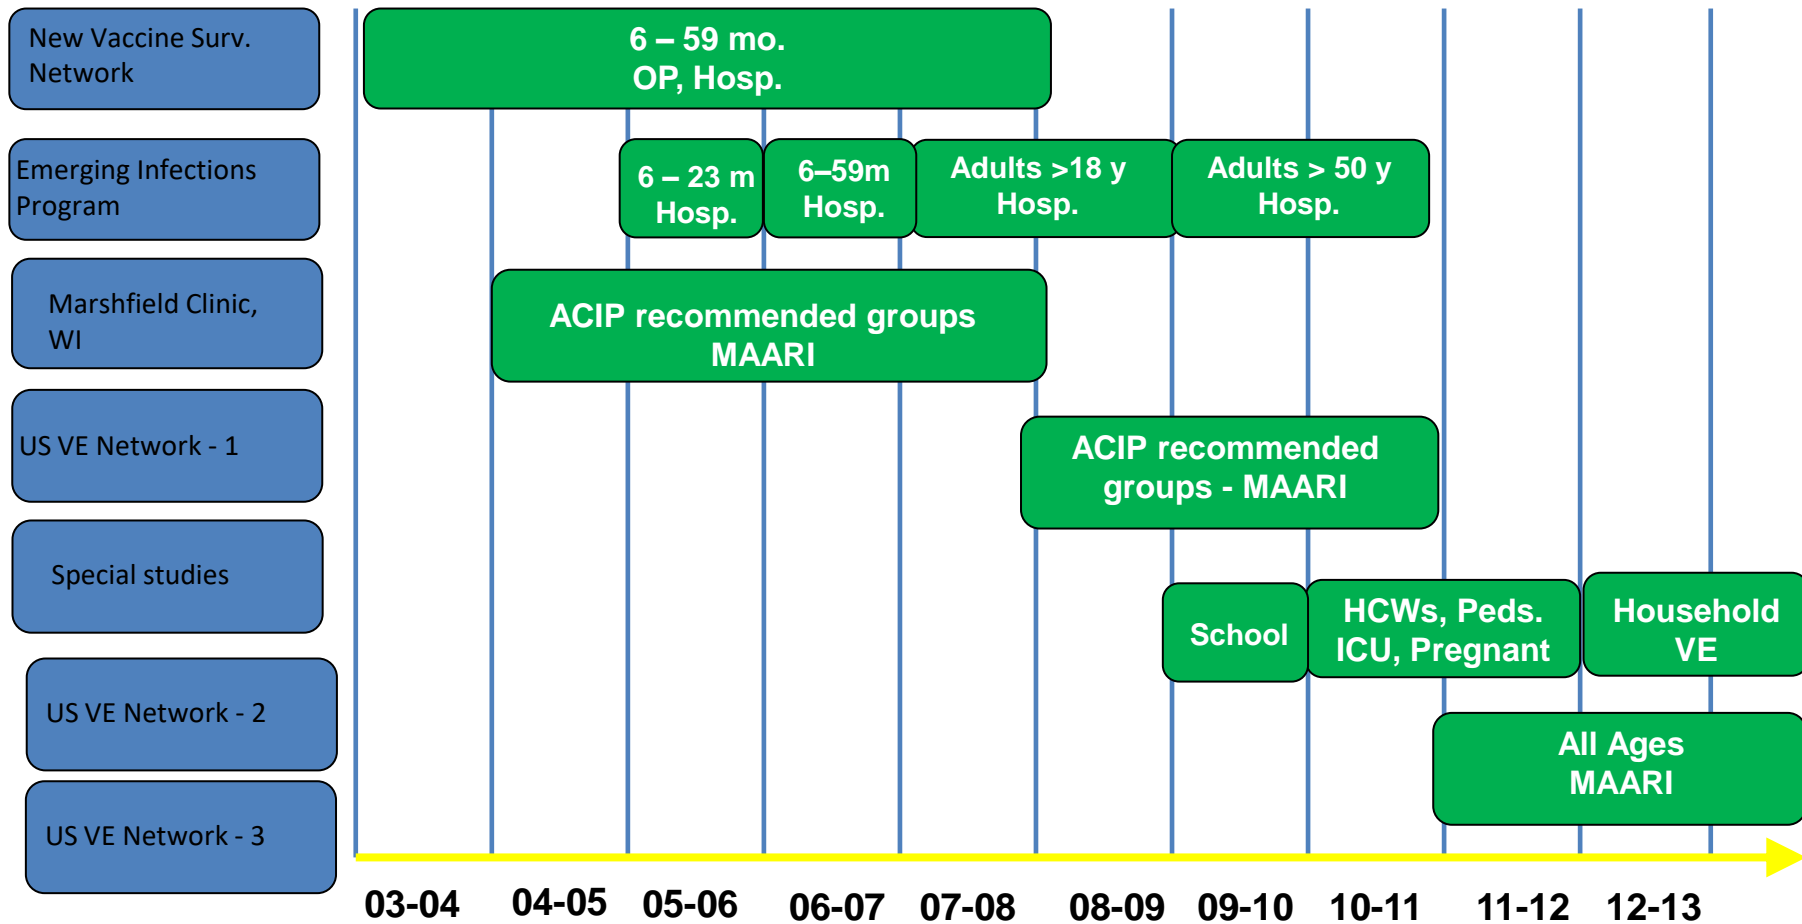 New Vaccine Surv.
Network
6 – 59 mo.
OP, Hosp.
Emerging Infections
Program
6 – 23 m
Hosp.
6–59m
Hosp.
Adults >18 y
Hosp.
Adults > 50 y
Hosp.
Marshfield Clinic,
WI
ACIP recommended groups
MAARI
US VE Network - 1
ACIP recommended
groups - MAARI
Special studies
School
HCWs, Peds.
ICU, Pregnant
Household
VE
US VE Network - 2
All Ages
MAARI
US VE Network - 3
03-04 04-05 05-06 06-07 07-08 08-09 09-10 10-11 11-12 12-13